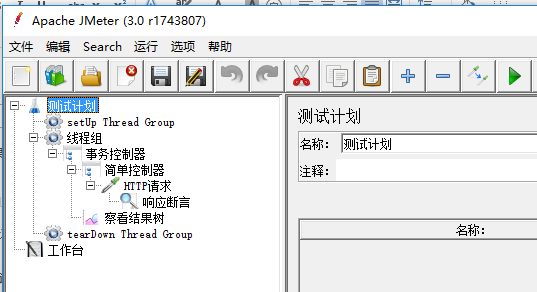 Apache JMeter (3.0 r1743807)
文件 编辑 Search 运行 选项 帮助
测试计划
setUp Thread Group
线程组
事务控制器
简单控制器
HTTP请求
响应断言
察看结果树
tearDown Thread Group
工作台
测试计划
名称: 测试计划
注释:
名称: